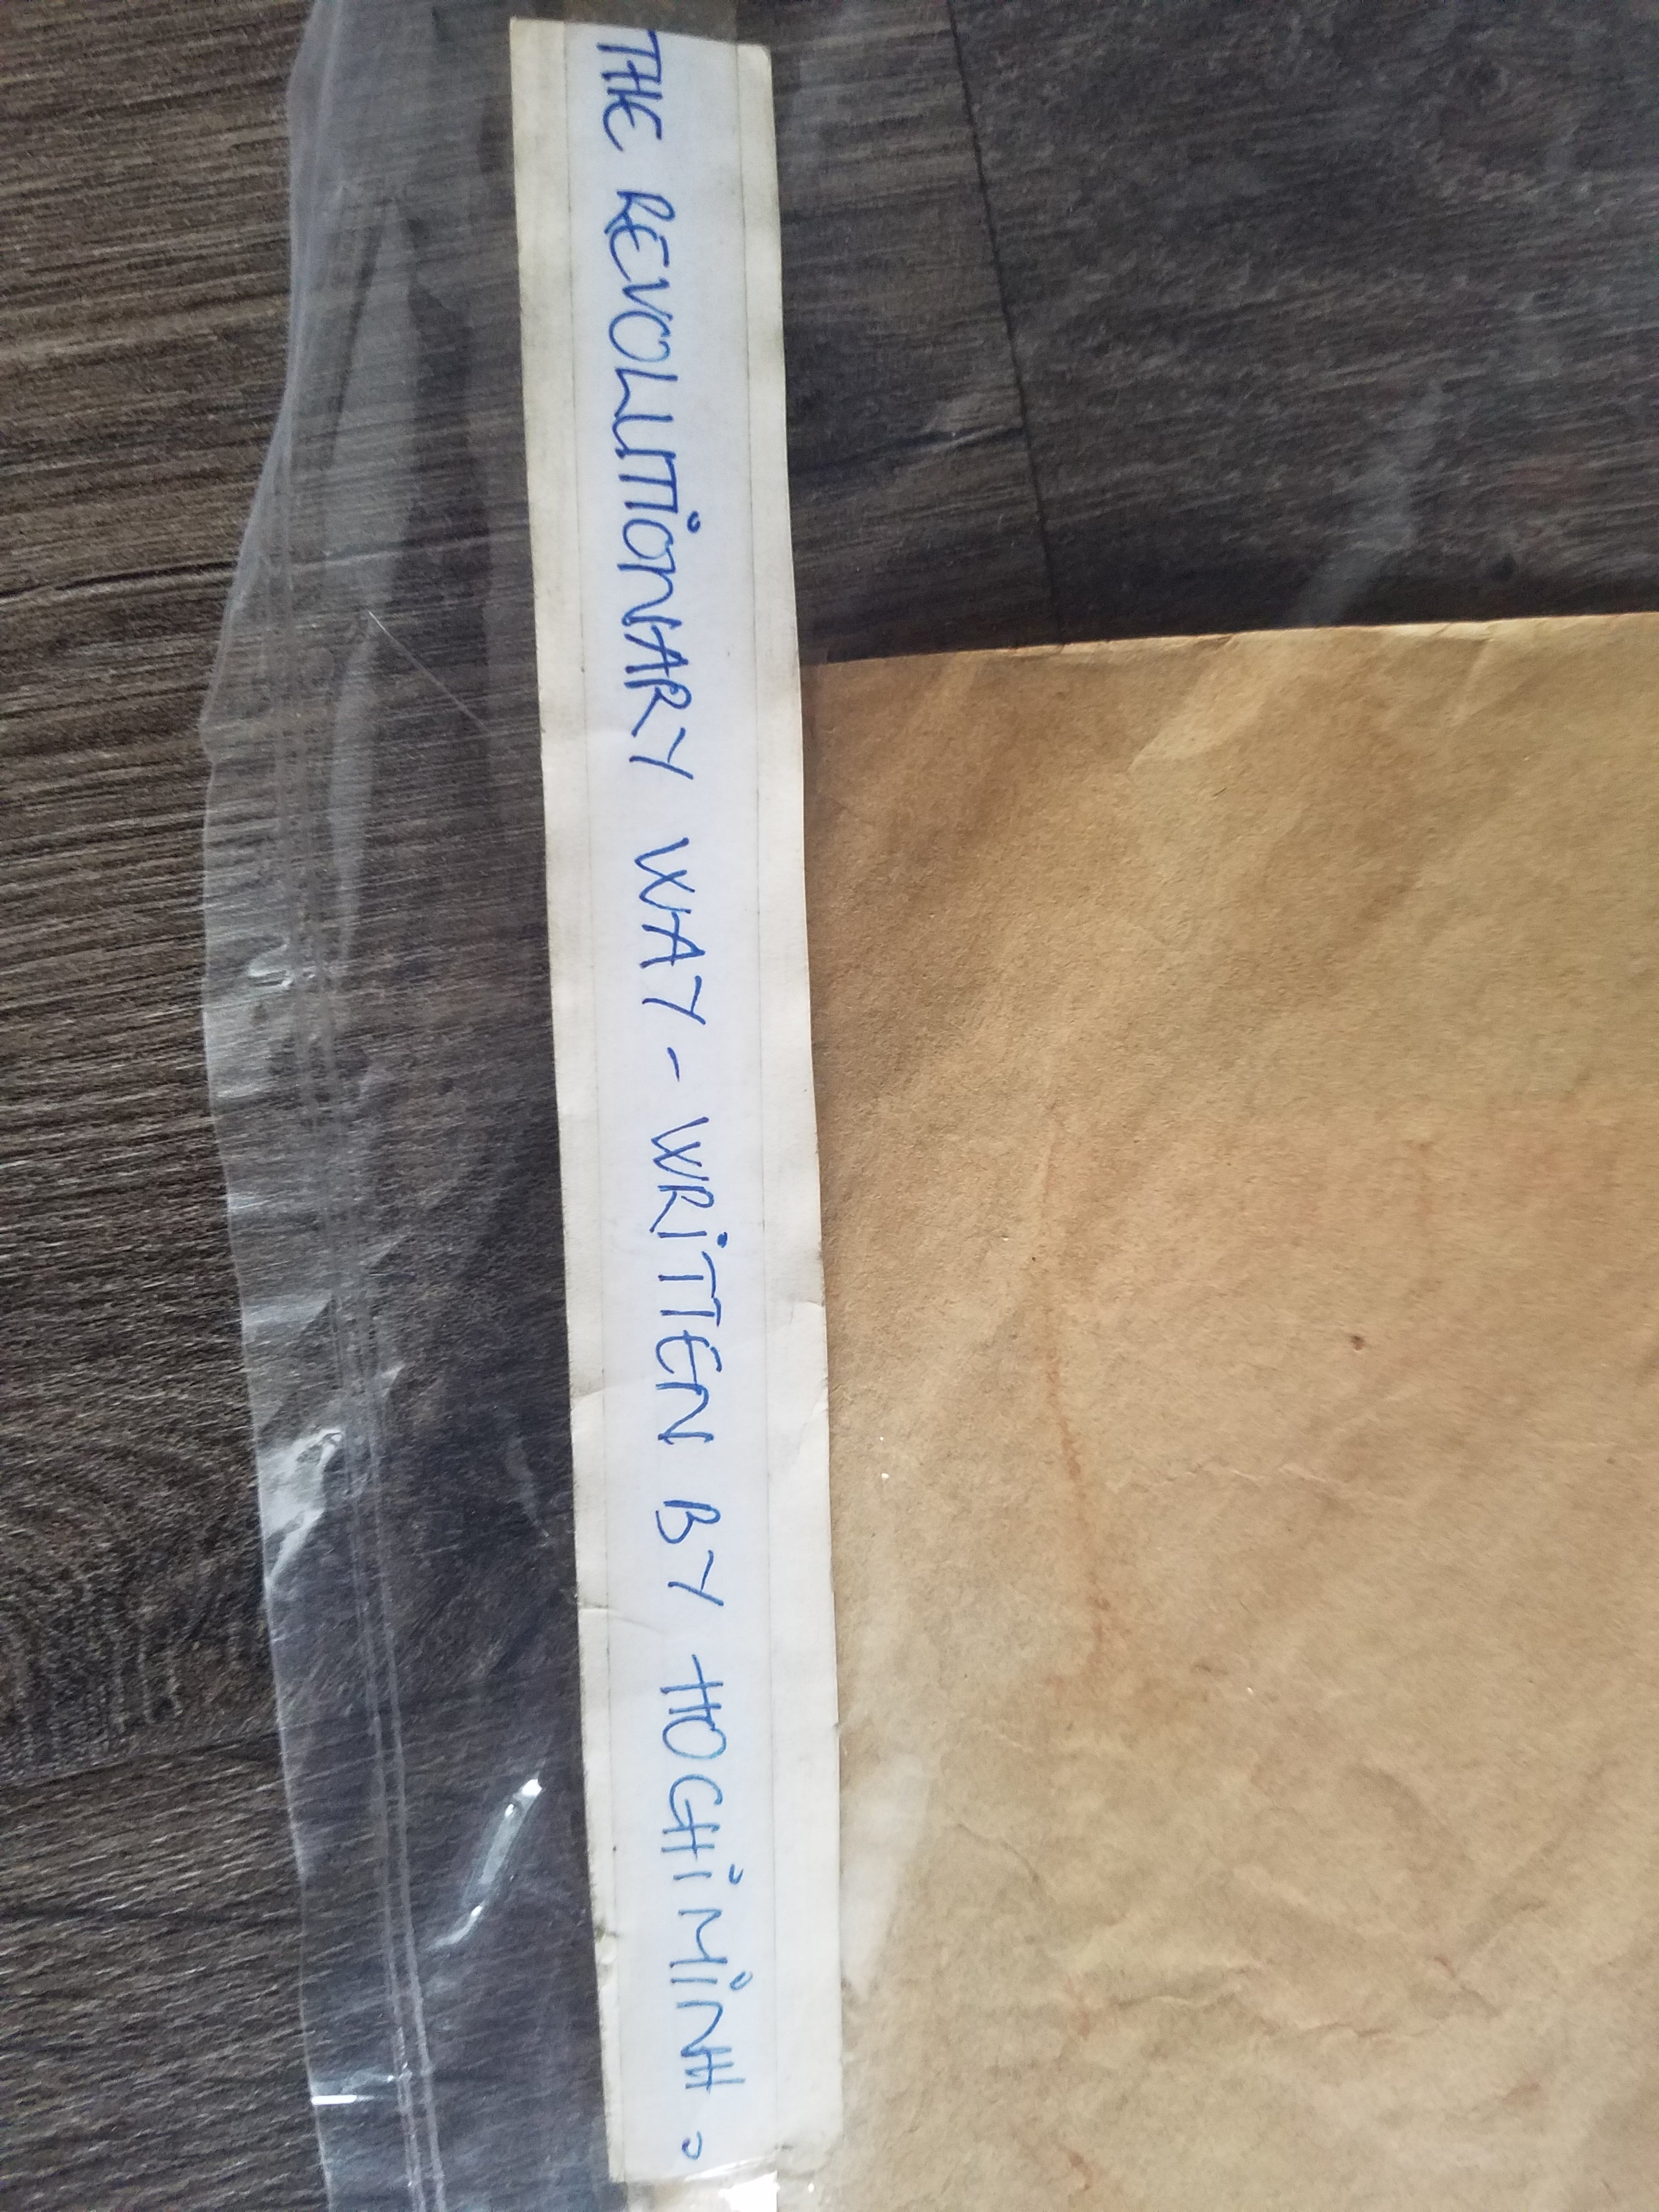 THE REVOLUTiONARY WAY - WRiTTEN BY HOCHiMiNH.